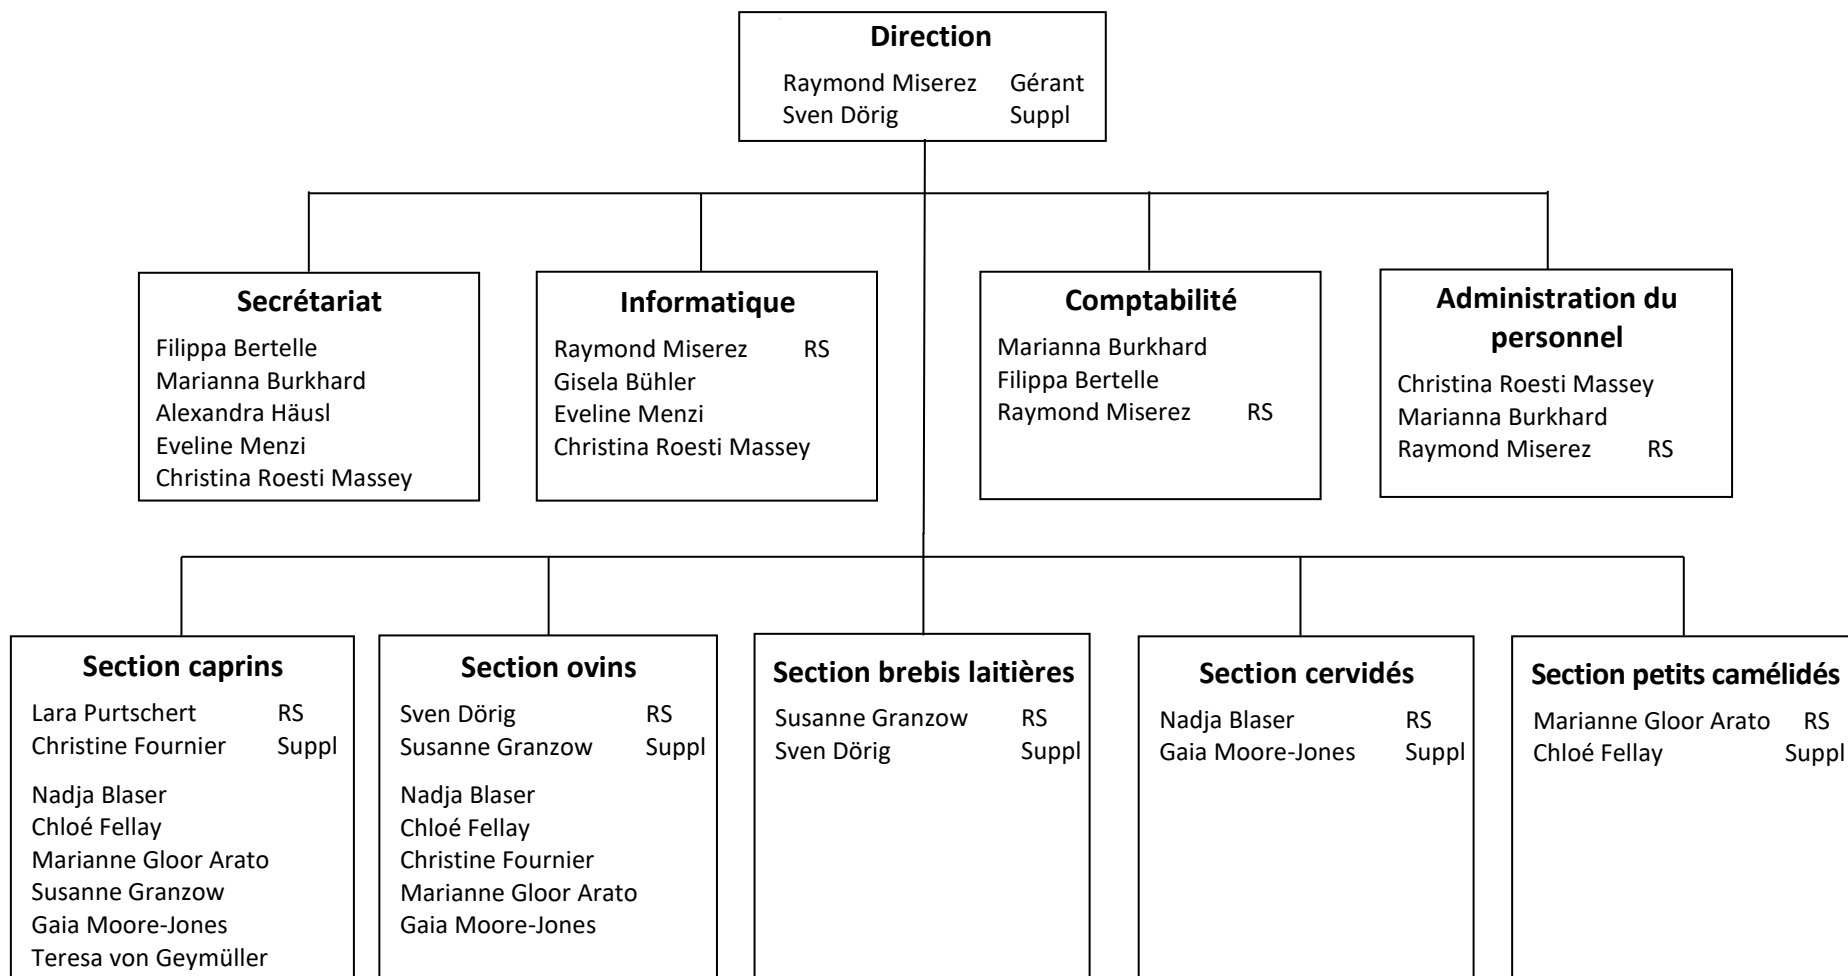 Direction
Raymond Miserez Gérant
Sven Dörig Suppl
Secrétariat
Filippa Bertelle
Marianna Burkhard
Alexandra Häusl
Eveline Menzi
Christina Roesti Massey
Informatique
Raymond Miserez RS
Gisela Bühler
Eveline Menzi
Christina Roesti Massey
Comptabilité
Marianna Burkhard
Filippa Bertelle
Raymond Miserez RS
Administration du
personnel
Christina Roesti Massey
Marianna Burkhard
Raymond Miserez RS
Section caprins
Lara Purtschert RS
Christine Fournier Suppl
Nadja Blaser
Chloé Fellay
Marianne Gloor Arato
Susanne Granzow
Gaia Moore-Jones
Teresa von Geymüller
Section ovins
Sven Dörig RS
Susanne Granzow Suppl
Nadja Blaser
Chloé Fellay
Christine Fournier
Marianne Gloor Arato
Gaia Moore-Jones
Section brebis laitières
Susanne Granzow RS
Sven Dörig Suppl
Section cervidés
Nadja Blaser RS
Gaia Moore-Jones Suppl
Section petits camélidés
Marianne Gloor Arato RS
Chloé Fellay Suppl